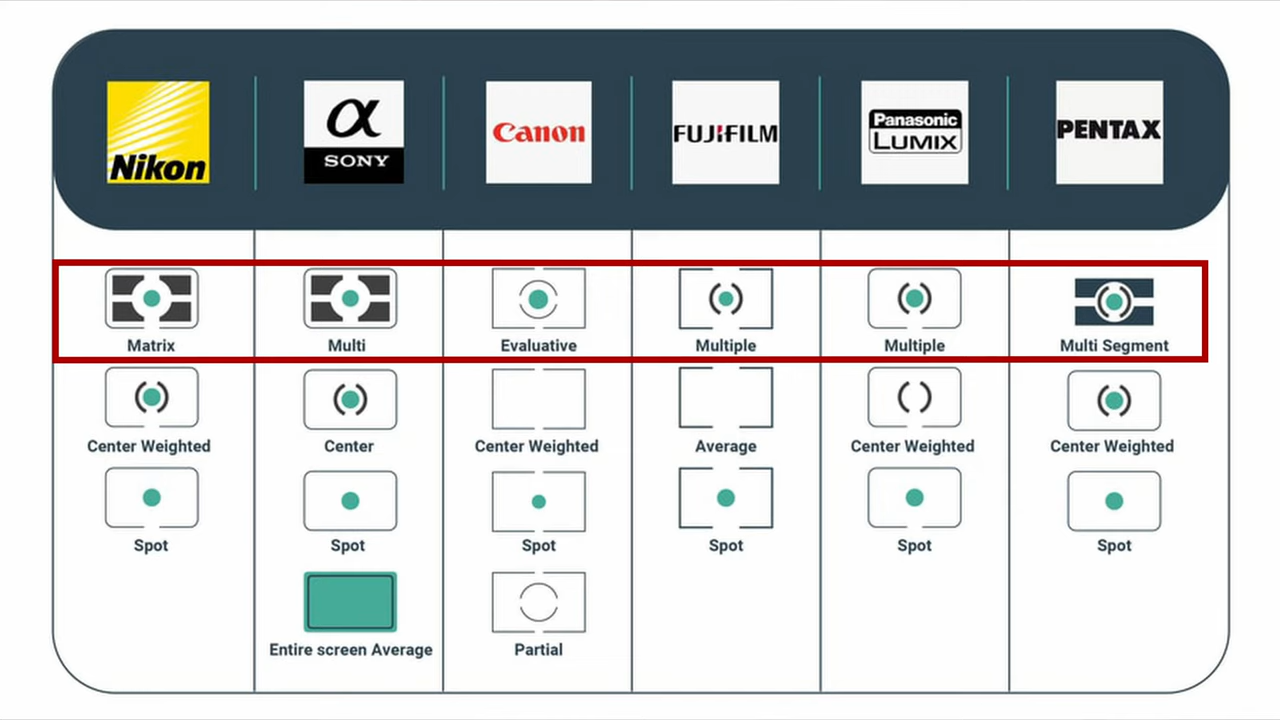 Nikon
α
SONY
Canon
FUJIFILM
Panasonic
LUMIX
PENTAX
Matrix
Multi
Evaluative
Multiple
Multiple
Multi Segment
Center Weighted
Center
Center Weighted
Average
Center Weighted
Center Weighted
Spot
Spot
Spot
Spot
Spot
Spot
Entire screen Average
Partial